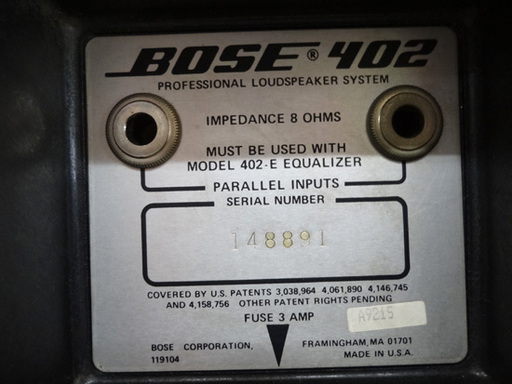 BOSE® 402
PROFESSIONAL LOUDSPEAKER SYSTEM
IMPEDANCE 8 OHMS
MUST BE USED WITH
MODEL 402-E EQUALIZER
PARALLEL INPUTS
SERIAL NUMBER
148891
COVERED BY U.S. PATENTS 3,038,964 4,061,890 4,146,745
AND 4,158,756 OTHER PATENT RIGHTS PENDING
FUSE 3 AMP
A9215
BOSE CORPORATION, FRAMINGHAM, MA 01701
119104 MADE IN U.S.A.